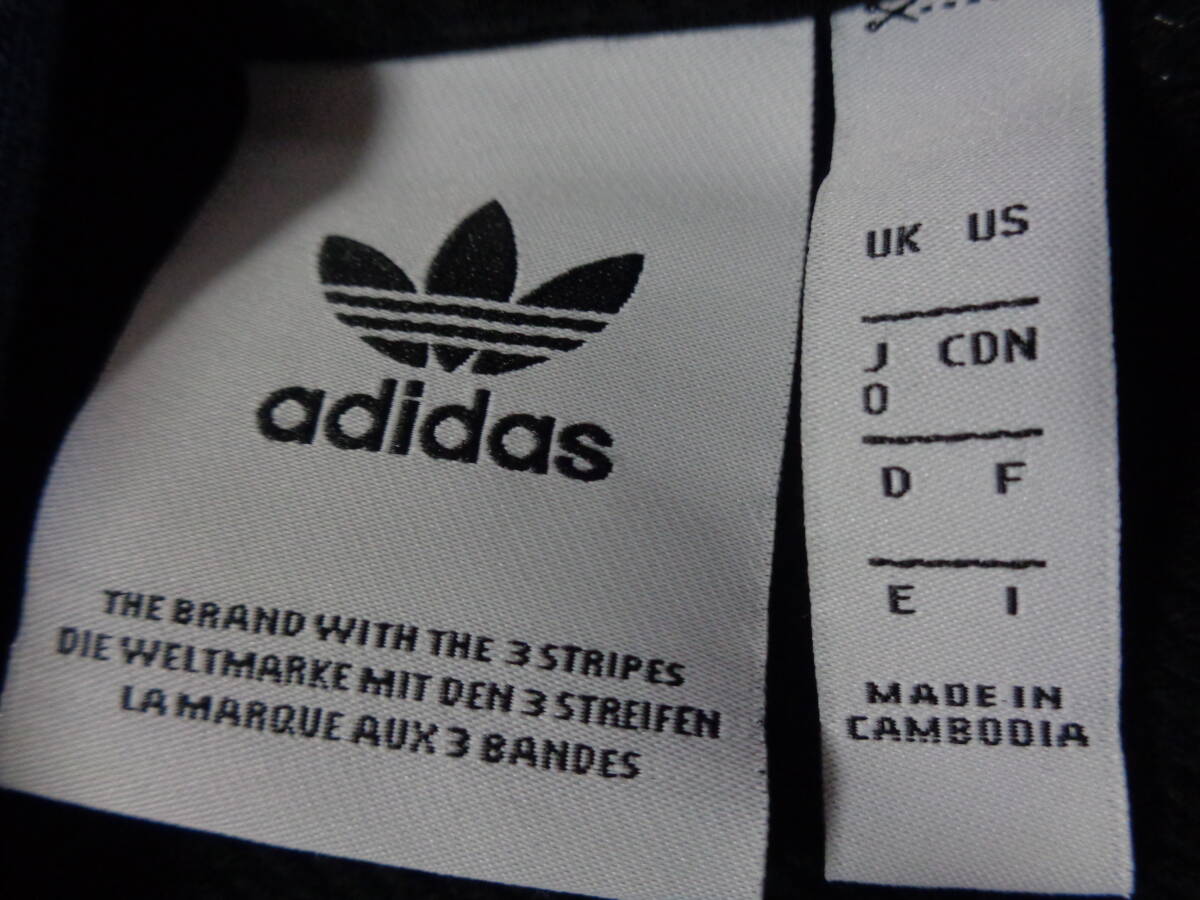 adidas
THE BRAND WITH THE 3 STRIPES
DIE WELTMARKE MIT DEN 3 STREIFEN
LA MARQUE AUX 3 BANDES
UK US
J CDN
O
D F
E I
MADE IN
CAMBODIA